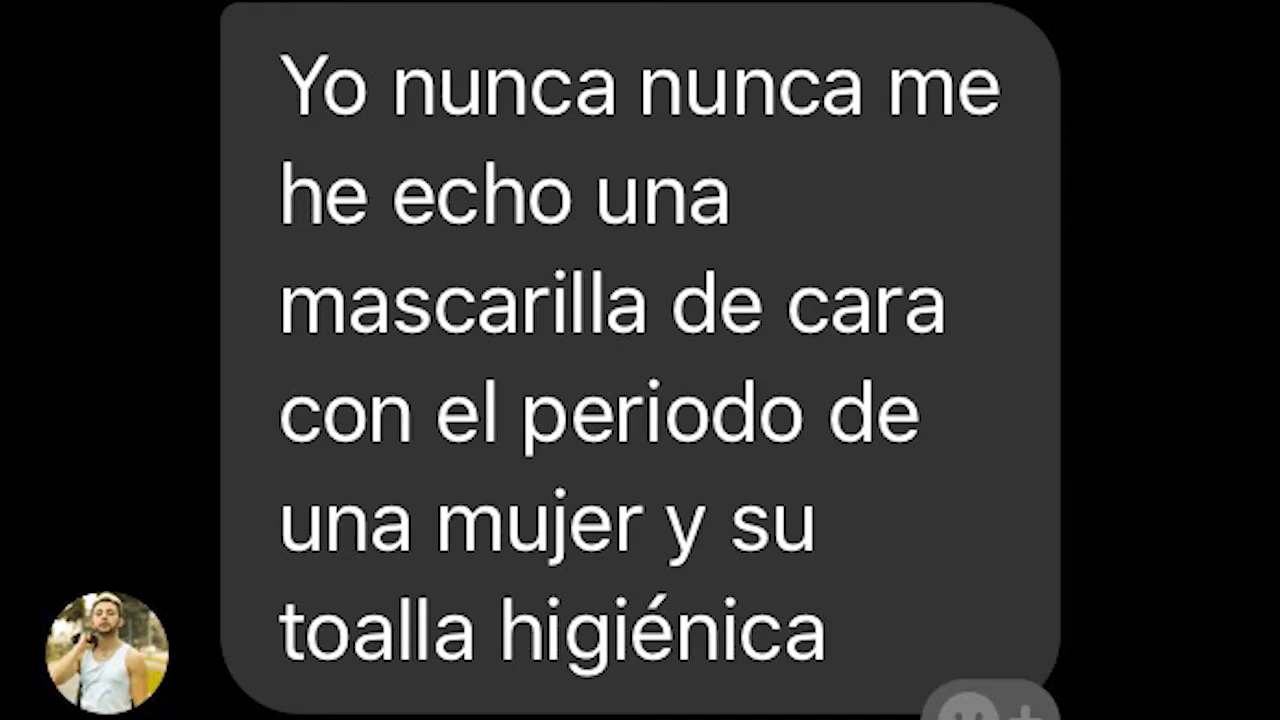 Yo nunca nunca me
he echo una
mascarilla de cara
con el periodo de
una mujer y su
toalla higiénica